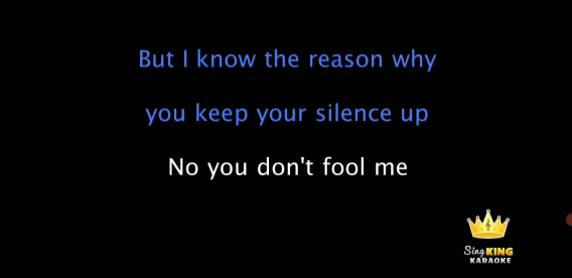 But I know the reason why
you keep your silence up
No you don't fool me
Sing KING
KARAOKE